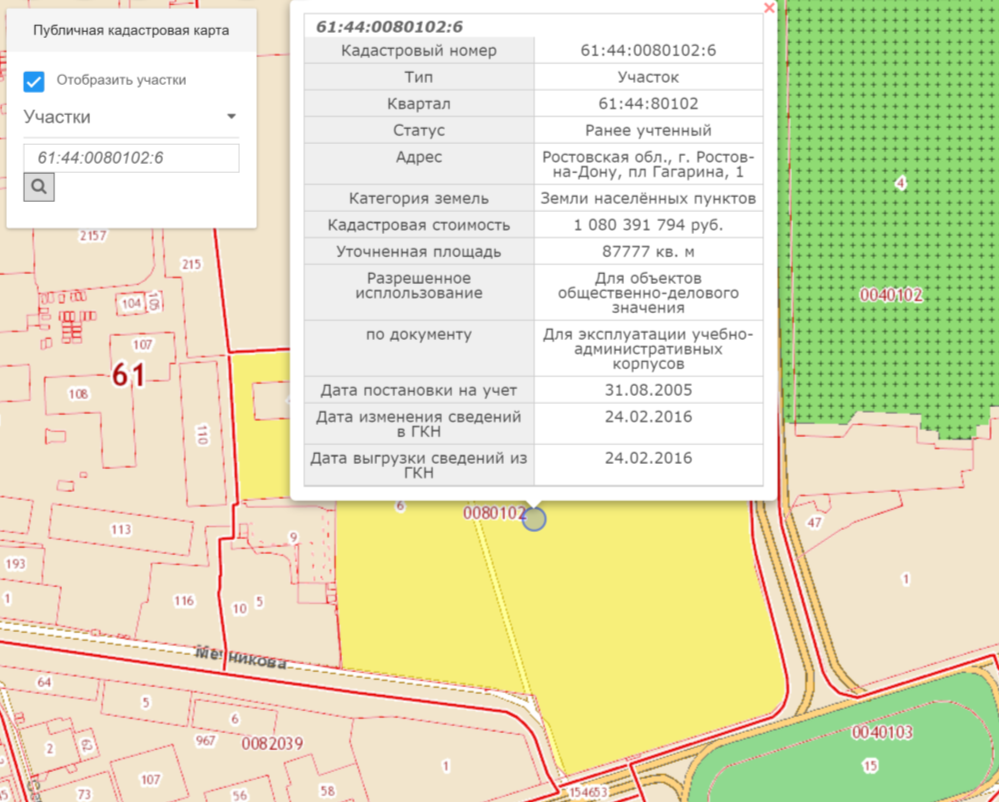 Публичная кадастровая карта
Отобразить участки
Участки
61:44:0080102:6
61:44:0080102:6
Кадастровый номер 61:44:0080102:6
Тип Участок
Квартал 61:44:80102
Статус Ранее учтенный
Адрес Ростовская обл., г. Ростов-
на-Дону, пл Гагарина, 1
Категория земель Земли населённых пунктов
Кадастровая стоимость 1 080 391 794 руб.
Уточненная площадь 87777 кв. м
Разрешенное Для объектов
испллользование общественно-делового
значения
по документу Для эксплуатации учебно-
административных
корпусов
Дата постановки на учет 31.08.2005
Дата изменения сведений 24.02.2016
в ГКН
Дата выгрузки сведений из 24.02.2016
ГКН
2157
215
4
104
0040102
107
61
108
110
6
0080102
47
113
9
193
1
116
10
5
1
Мечникова
64
5
6
967
0082039
2
62
1
107
73
56
58
154653
0040103
15